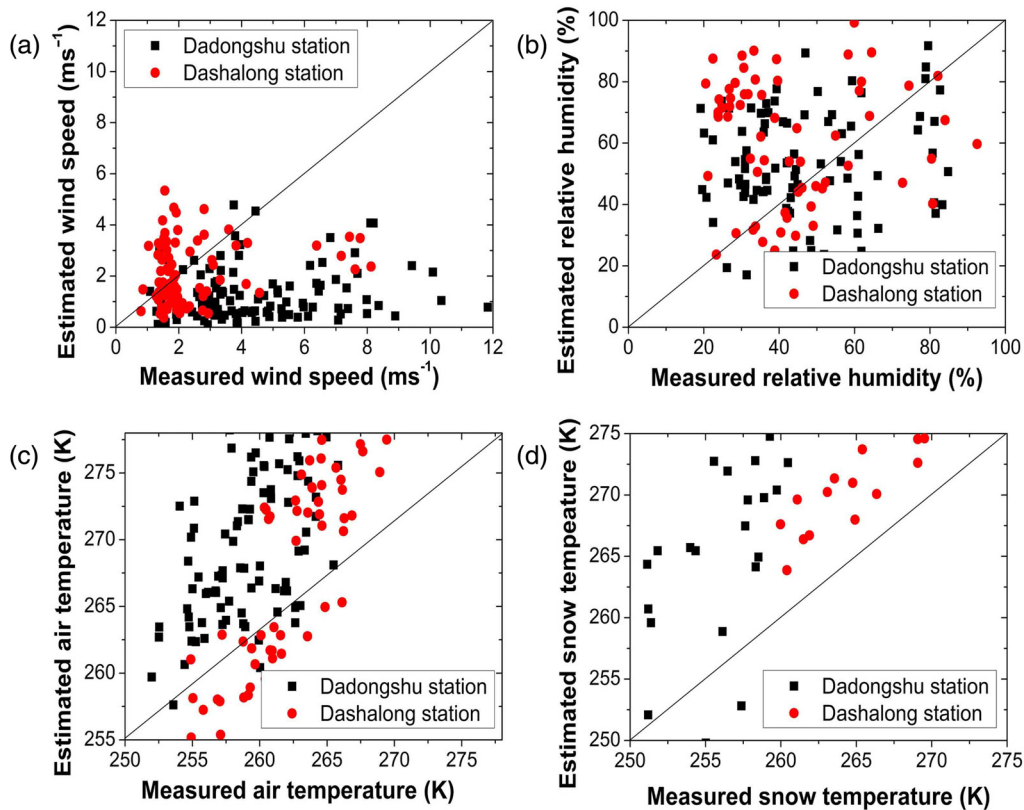 (a)
Estimated wind speed (ms⁻¹)
12
10
8
6
4
2
0
Dadongshu station
Dashalong station
0 2 4 6 8 10 12
Measured wind speed (ms⁻¹)
(b)
Estimated relative humidity (%)
100
80
60
40
20
0
Dadongshu station
Dashalong station
0 20 40 60 80 100
Measured relative humidity (%)
(c)
Estimated air temperature (K)
275
270
265
260
255
Dadongshu station
Dashalong station
250 255 260 265 270 275
Measured air temperature (K)
(d)
Estimated snow tempeature (K)
275
270
265
260
255
250
Dadongshu station
Dashalong station
250 255 260 265 270 275
Measured snow temperature (K)